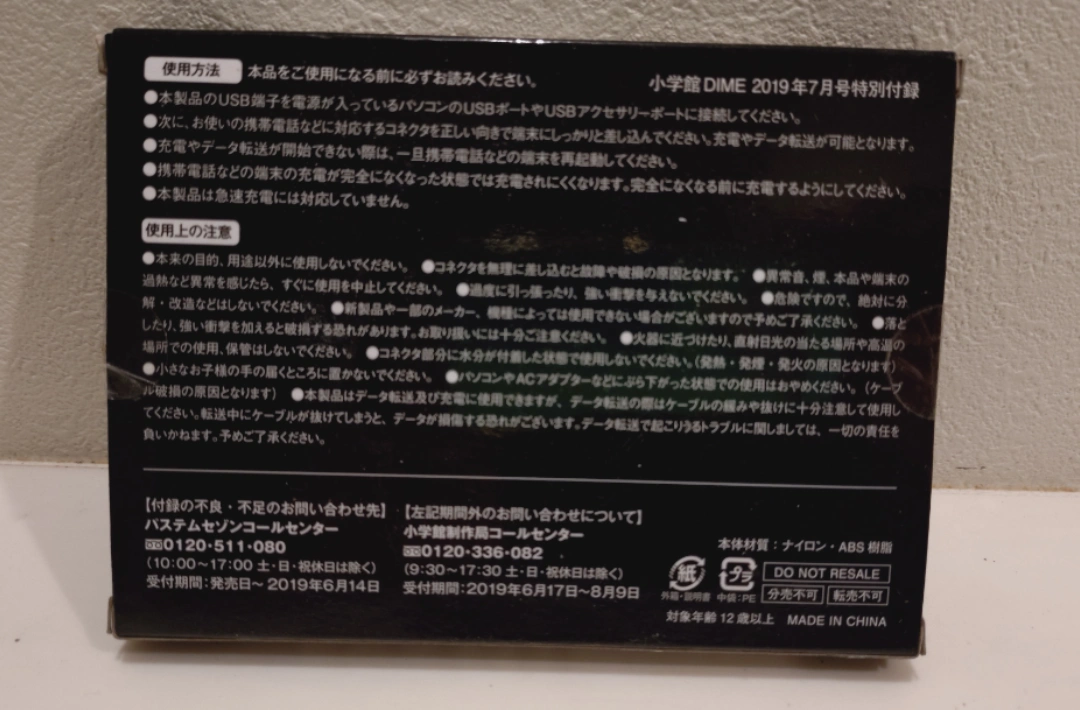 使用方法 本品をご使用になる前に必ずお読みください。 小学館 DIME 2019年7月号特別付録
●本製品のUSB端子を電源が入っているパソコンのUSBポートやUSBアクセサリーポートに接続してください。
●次に、お使いの携帯電話などに対応するコネクタを正しい向きで端末にしっかりと差し込んでください。充電やデータ転送が可能となります。
●充電やデータ転送が開始できない際は、一旦携帯電話などの端末を再起動してください。
●携帯電話などの端末の充電が完全になくなった状態では充電されにくくなります。完全になくなる前に充電するようにしてください。
●本製品は急速充電には対応していません。
使用上の注意
●本来の目的、用途以外に使用しないでください。 ●コネクタを無理に差し込むと故障や破損の原因となります。 ●異常音、煙、本品や端末の
過熱など異常を感じたら、すぐに使用を中止してください。 ●過度に引っ張ったり、強い衝撃を与えないでください。 ●危険ですので、絶対に分
解・改造などはしないでください。 ●新製品や一部のメーカー、機種によっては使用できない場合がございますので予めご了承ください。 ●落と
したり、強い衝撃を加えると破損する恐れがあります。お取り扱いには十分ご注意ください。 ●火器に近づけたり、直射日光の当たる場所や高温の
場所での使用、保管はしないでください。 ●コネクタ部分に水分が付着した状態で使用しないでください。(発熱・発煙・発火の原因となります)
●小さなお子様の手の届くところに置かないでください。 ●パソコンやACアダプターなどにぶら下がった状態での使用はおやめください。(ケーブ
ル破損の原因となります) ●本製品はデータ転送及び充電に使用できますが、データ転送の際はケーブルの緩みや抜けに十分注意して使用し
てください。転送中にケーブルが抜けてしまうと、データが損傷する恐れがございます。データ転送で起こりうるトラブルに関しましては、一切の責任を
負いかねます。予めご了承ください。
【付録の不良・不足のお問い合わせ先】
パステムセゾンコールセンター
0120・511・080
(10:00〜17:00 土・日・祝休日は除く)
受付期間:発売日〜 2019年6月14日
【左記期間外のお問い合わせについて】
小学館制作局コールセンター
0120・336・082
(9:30〜17:30 土・日・祝休日は除く)
受付期間:2019年6月17日〜8月9日
本体材質:ナイロン・ABS 樹脂
紙 プラ DO NOT RESALE
外箱・説明書 中袋:PE 分売不可 転売不可
対象年齢 12 歳以上 MADE IN CHINA